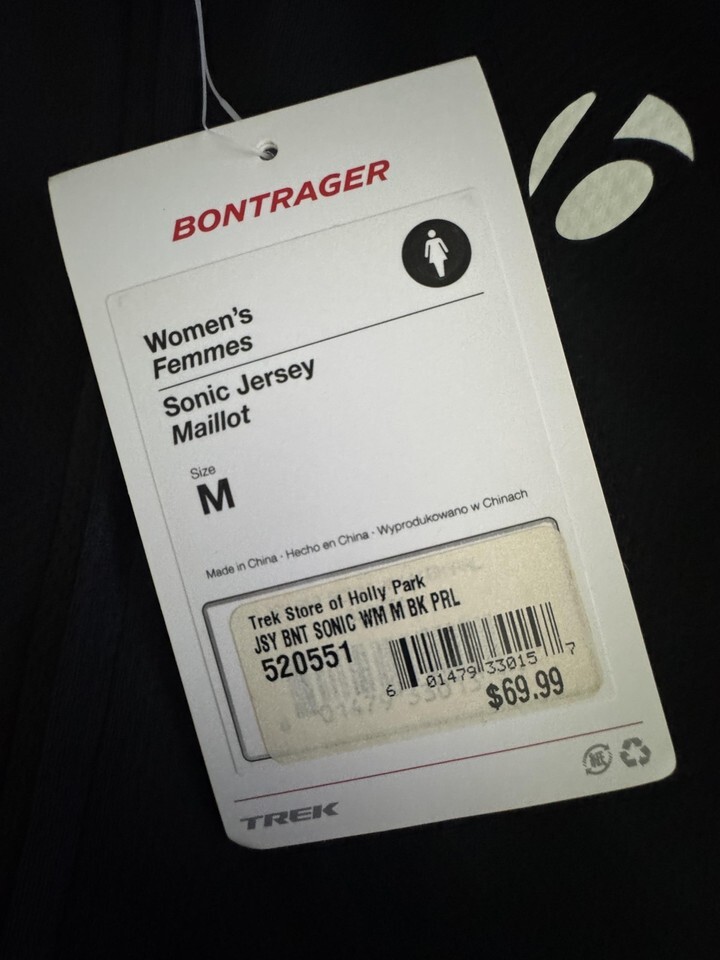 BONTRAGER
Women's
Femmes
Sonic Jersey
Maillot
Size
M
Made in China · Hecho en China · Wyprodukowano w Chinach
Trek Store of Holly Park
JSY BNT SONIC WM M BK PRL
520551
6 01479 33015 7
$69.99
TREK